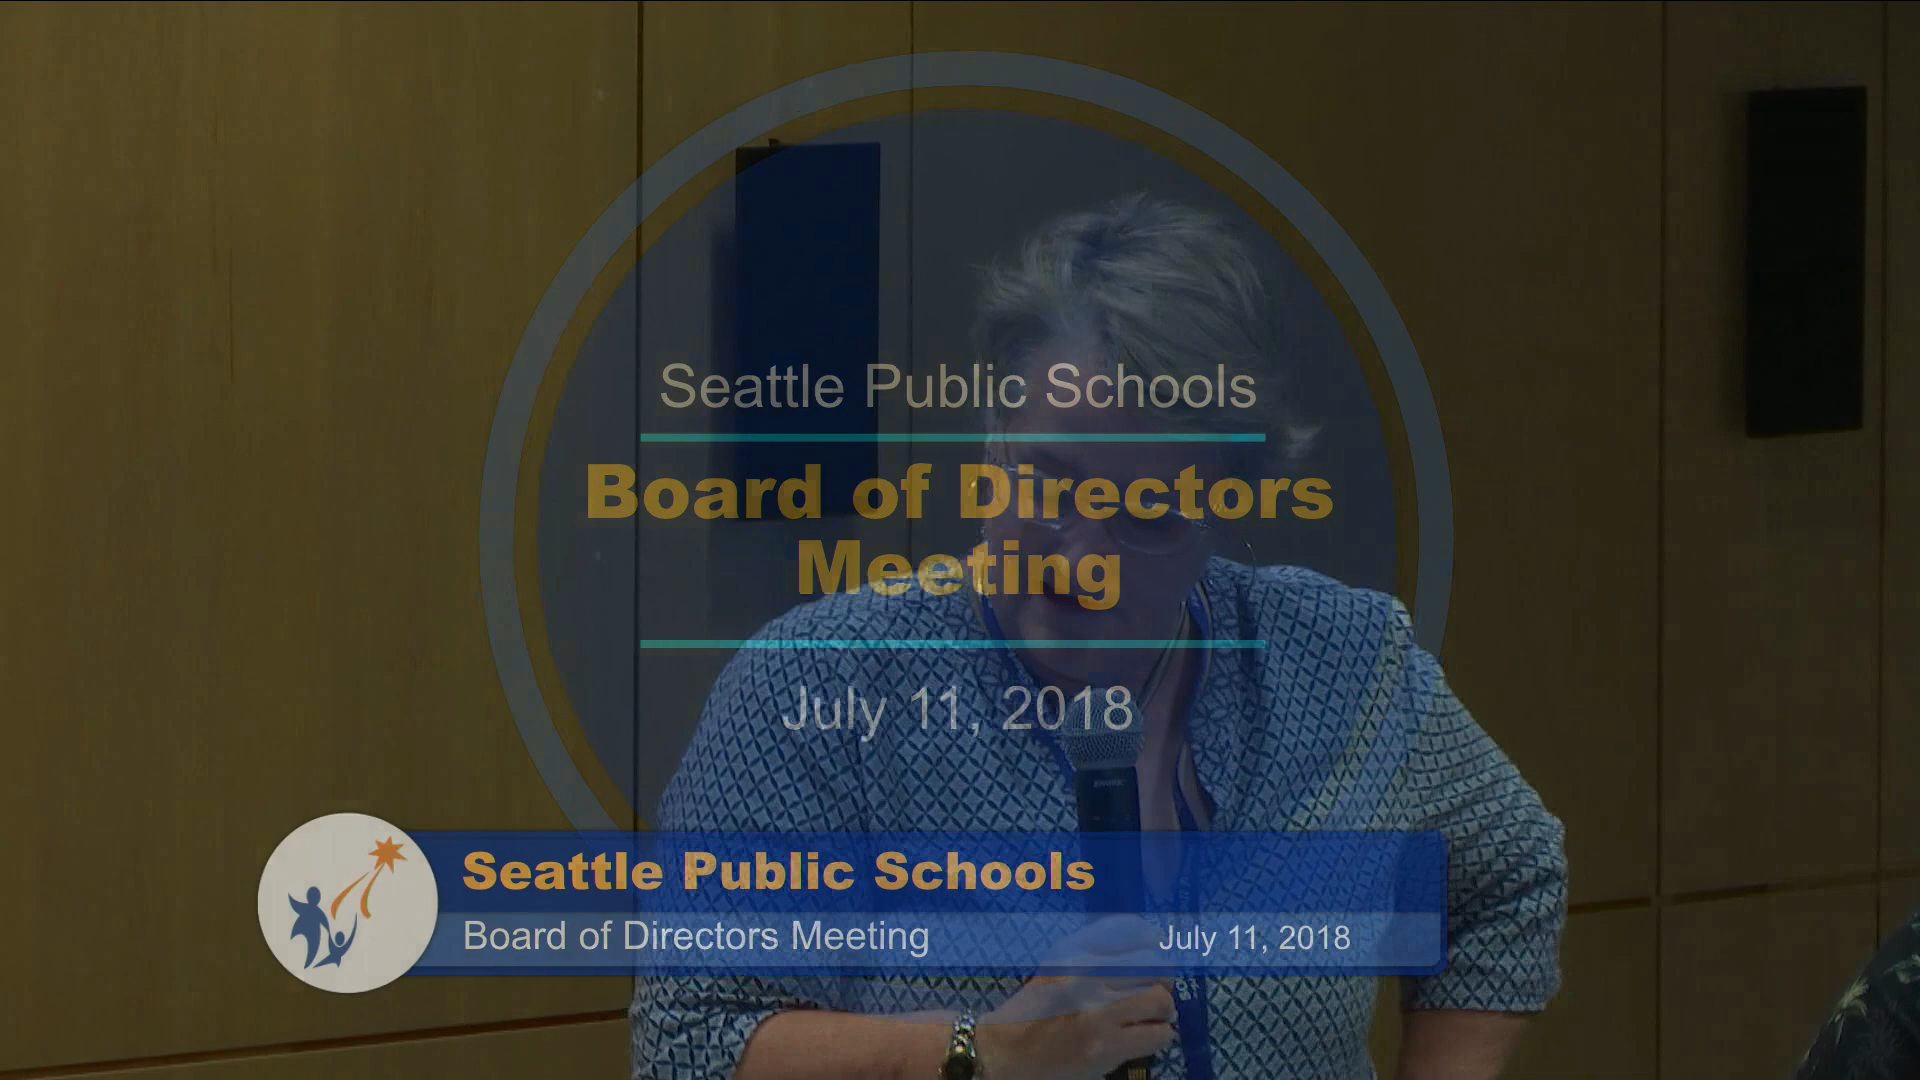 Seattle Public Schools
Board of Directors
Meeting
July 11, 2018
Seattle Public Schools
Board of Directors Meeting July 11, 2018